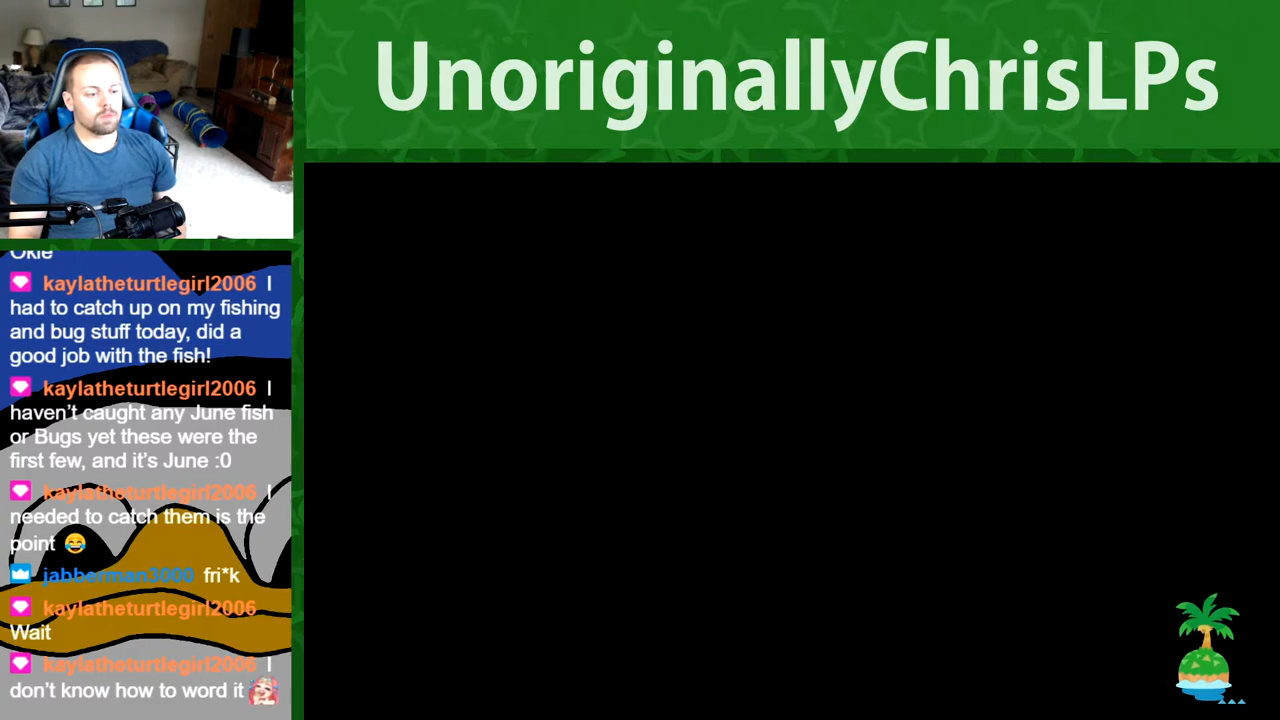 UnoriginallyChrisLPs
Okie
kaylatheturtlegirl2006 I
had to catch up on my fishing
and bug stuff today, did a
good job with the fish!
kaylatheturtlegirl2006 I
haven't caught any June fish
or Bugs yet these were the
first few, and it's June :0
kaylatheturtlegirl2006 I
needed to catch them is the
point 😂
jabberman3000 fri*k
kaylatheturtlegirl2006
Wait
kaylatheturtlegirl2006 I
don't know how to word it